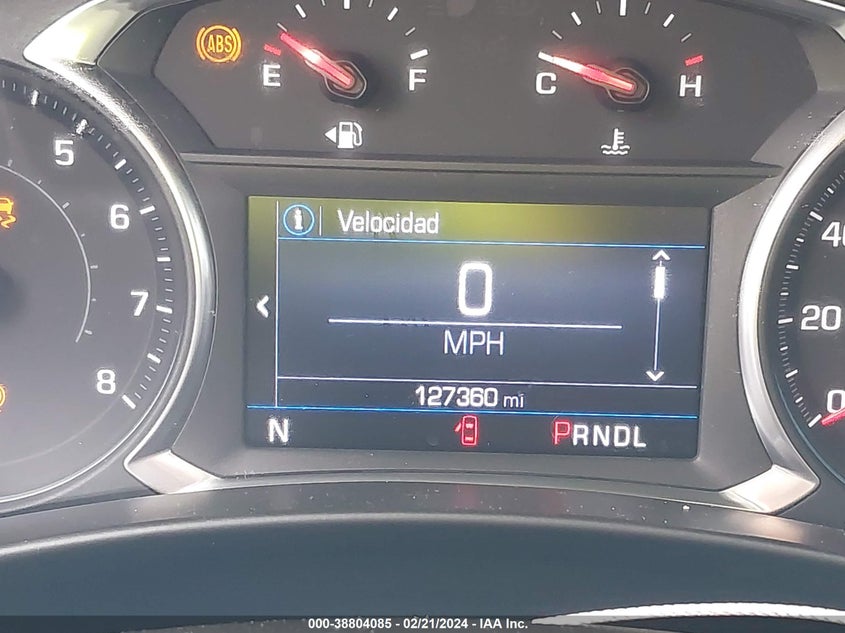 ABS
E F
C H
5
6
7
8
Velocidad
0
MPH
127360 mi
N
PRNDL
20
0
000-38804085 - 02/21/2024 - IAA Inc.